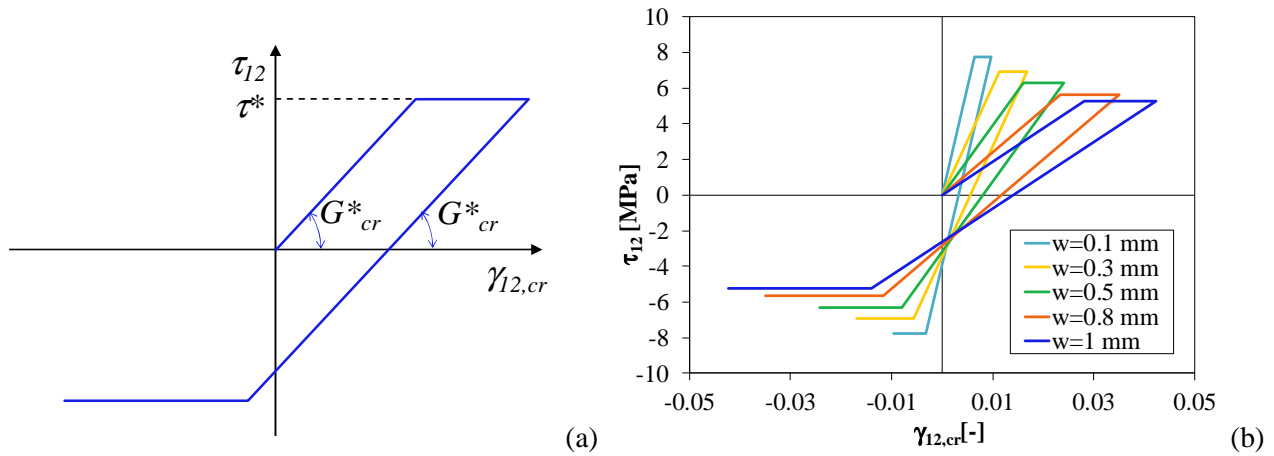 τ12
τ*
G*cr
G*cr
γ12,cr
(a)
10
8
6
4
2
0
-2
-4
-6
-8
-10
τ12 [MPa]
w=0.1 mm
w=0.3 mm
w=0.5 mm
w=0.8 mm
w=1 mm
-0.05
-0.03
-0.01
0.01
0.03
0.05
γ12,cr[-]
(b)